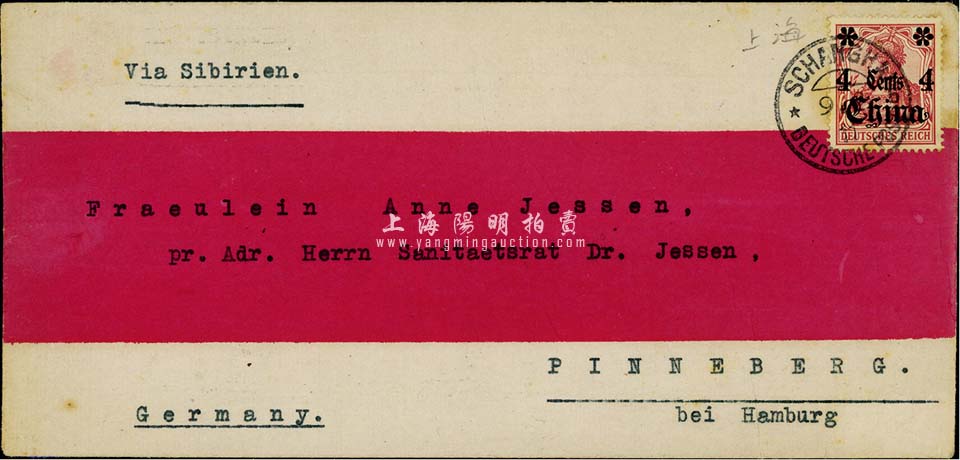 上海
Via Sibirien.
SCHANGHAI
DEUTSCHE
4 Cents 4
China
DEUTSCHES REICH
Fraeulein Anne Jessen,
上海陽明拍賣
www.yangmingauction.com
pr. Adr. Herrn Sanitaetsrat Dr. Jessen,
PINNEBERG.
bei Hamburg
Germany.